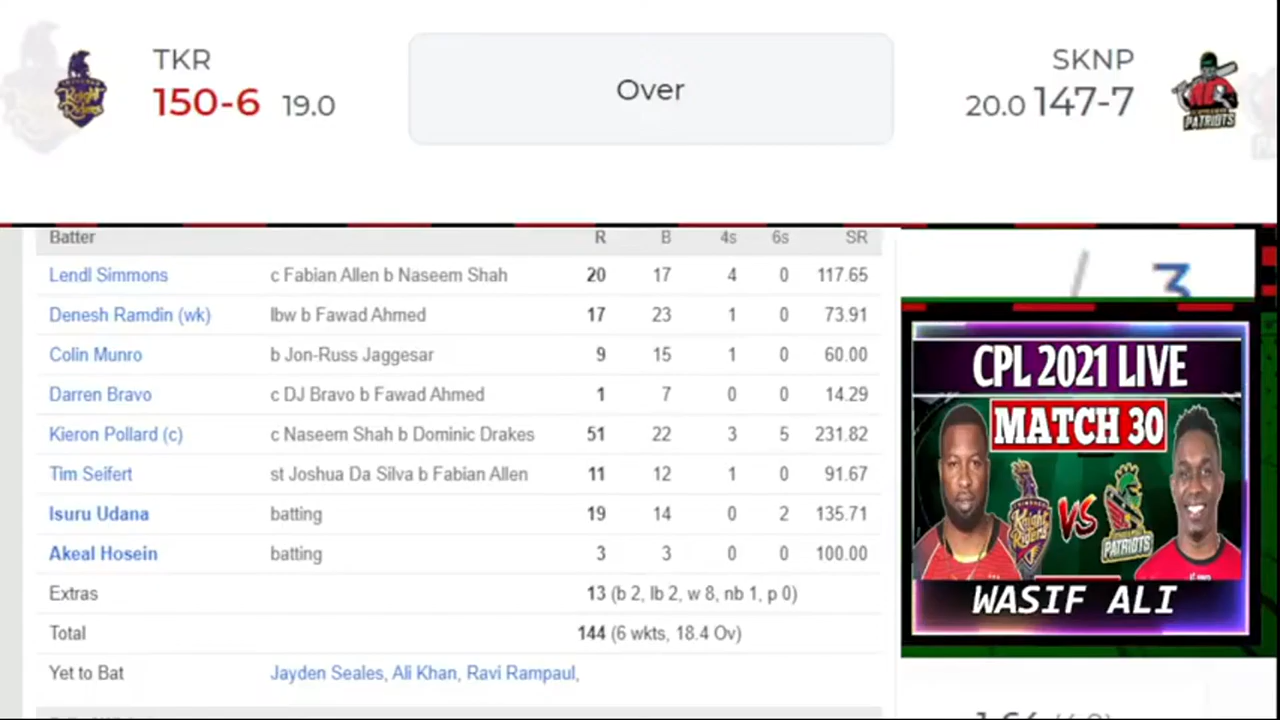 TKR
150-6 19.0
Over
SKNP
20.0 147-7
PATRIOTS
Batter R B 4s 6s SR
Lendl Simmons c Fabian Allen b Naseem Shah 20 17 4 0 117.65
Denesh Ramdin (wk) lbw b Fawad Ahmed 17 23 1 0 73.91
Colin Munro b Jon-Russ Jaggesar 9 15 1 0 60.00
Darren Bravo c DJ Bravo b Fawad Ahmed 1 7 0 0 14.29
Kieron Pollard (c) c Naseem Shah b Dominic Drakes 51 22 3 5 231.82
Tim Seifert st Joshua Da Silva b Fabian Allen 11 12 1 0 91.67
Isuru Udana batting 19 14 0 2 135.71
Akeal Hosein batting 3 3 0 0 100.00
Extras 13 (b 2, lb 2, w 8, nb 1, p 0)
Total 144 (6 wkts, 18.4 Ov)
Yet to Bat Jayden Seales, Ali Khan, Ravi Rampaul,
/ 3
CPL 2021 LIVE
MATCH 30
Knight Riders VS PATRIOTS
WASIF ALI